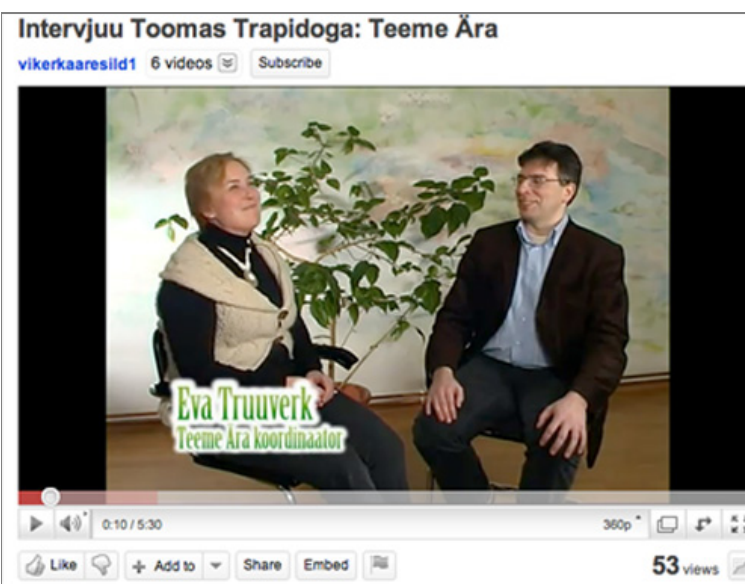 Intervjuu Toomas Trapidoga: Teeme Ära
vikerkaaresild1 6 videos Subscribe
Eva Truuverk
Teeme Ära koordinaator
0:10 / 5:30 360p
Like Add to Share Embed 53 views